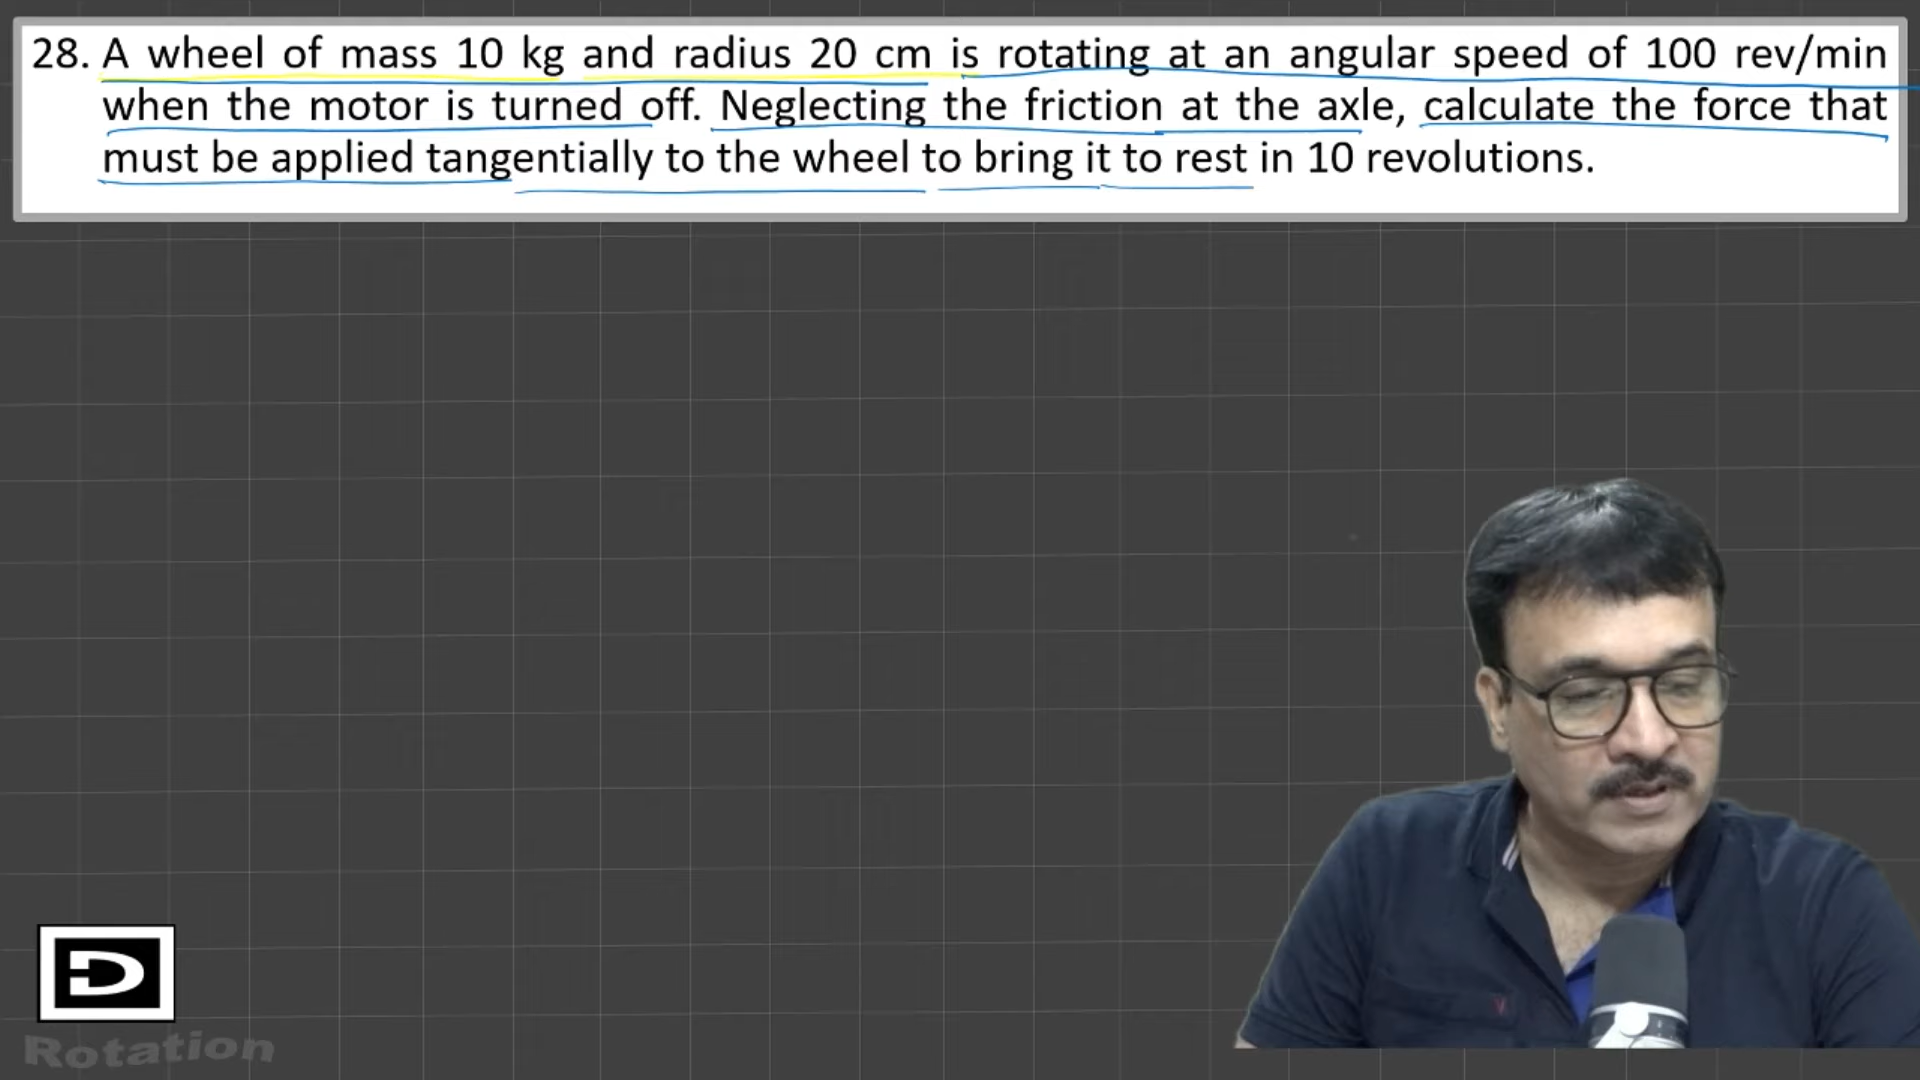 28. A wheel of mass 10 kg and radius 20 cm is rotating at an angular speed of 100 rev/min
when the motor is turned off. Neglecting the friction at the axle, calculate the force that
must be applied tangentially to the wheel to bring it to rest in 10 revolutions.
D
Rotation